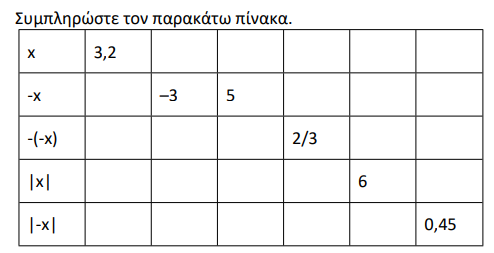 Συμπληρώστε τον παρακάτω πίνακα.
x 3,2
-x –3 5
-(-x) 2/3
|x| 6
|-x| 0,45